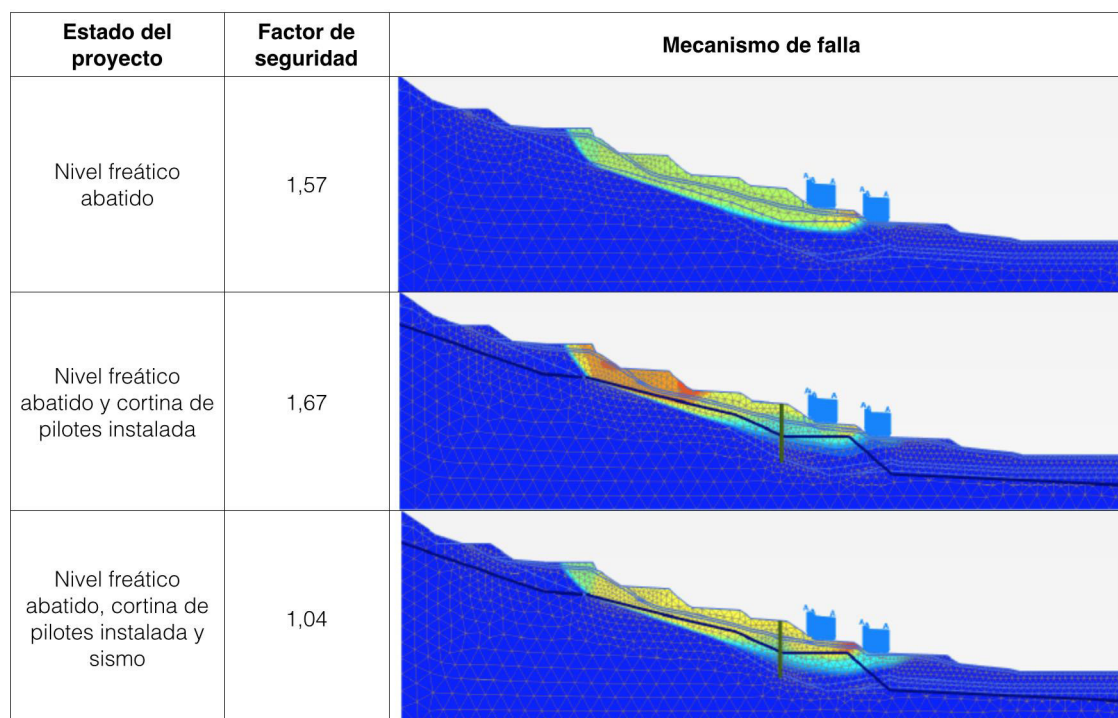 Estado del
proyecto
Factor de
seguridad
Mecanismo de falla
Nivel freático
abatido
1,57
Nivel freático
abatido y cortina de
pilotes instalada
1,67
Nivel freático
abatido, cortina de
pilotes instalada y
sismo
1,04